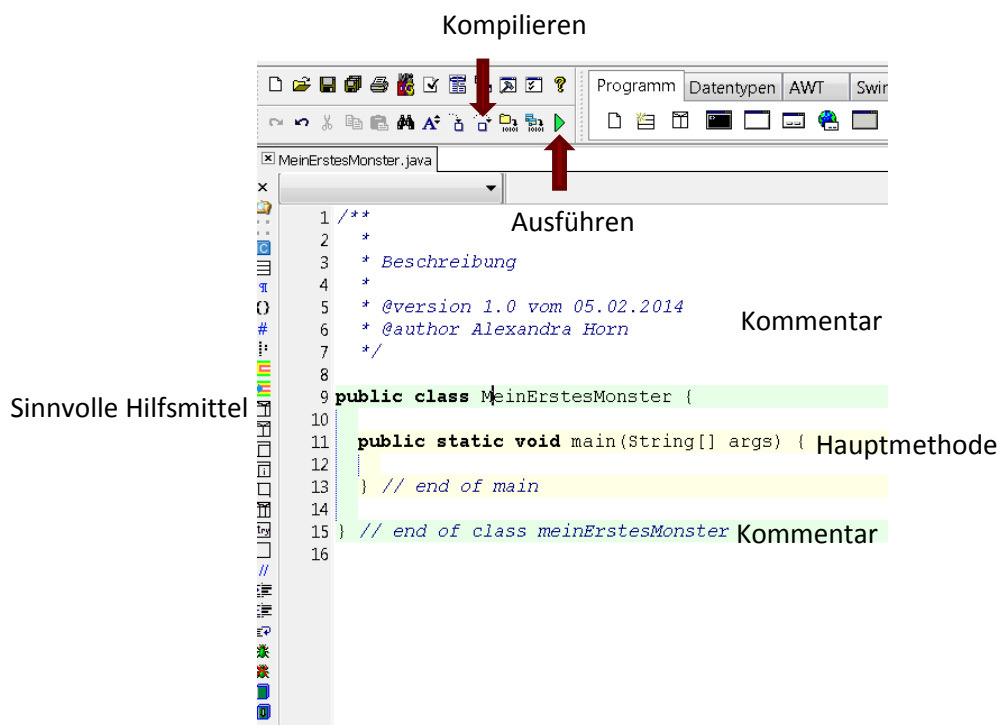 Kompilieren
Programm Datentypen AWT
MeinErstesMonster.java
Ausführen
1 /**
2 *
3 * Beschreibung
4 *
5 * @version 1.0 vom 05.02.2014
6 * @author Alexandra Horn
7 */
Kommentar
8
9 public class MeinErstesMonster {
Sinnvolle Hilfsmittel
10
11 public static void main(String[] args) {
Hauptmethode
12
13 } // end of main
14
15 } // end of class meinErstesMonster
Kommentar
16